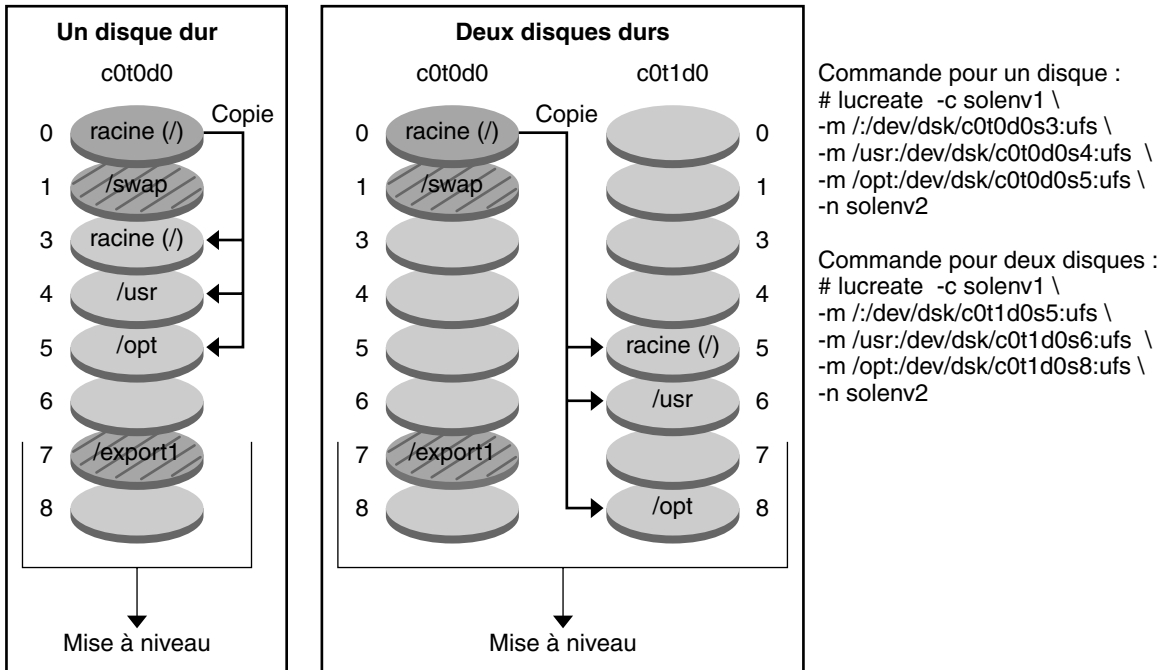 Un disque dur
c0t0d0
Copie
0 racine (/)
1 /swap
3 racine (/)
4 /usr
5 /opt
6
7 /export1
8
Mise à niveau
Deux disques durs
c0t0d0 c0t1d0
Copie
0 racine (/) 0
1 /swap 1
3 3
4 4
5 racine (/) 5
6 /usr 6
7 /export1 7
8 /opt 8
Mise à niveau
Commande pour un disque :
# lucreate -c solenv1 \
-m /:/dev/dsk/c0t0d0s3:ufs \
-m /usr:/dev/dsk/c0t0d0s4:ufs \
-m /opt:/dev/dsk/c0t0d0s5:ufs \
-n solenv2
Commande pour deux disques :
# lucreate -c solenv1 \
-m /:/dev/dsk/c0t1d0s5:ufs \
-m /usr:/dev/dsk/c0t1d0s6:ufs \
-m /opt:/dev/dsk/c0t1d0s8:ufs \
-n solenv2